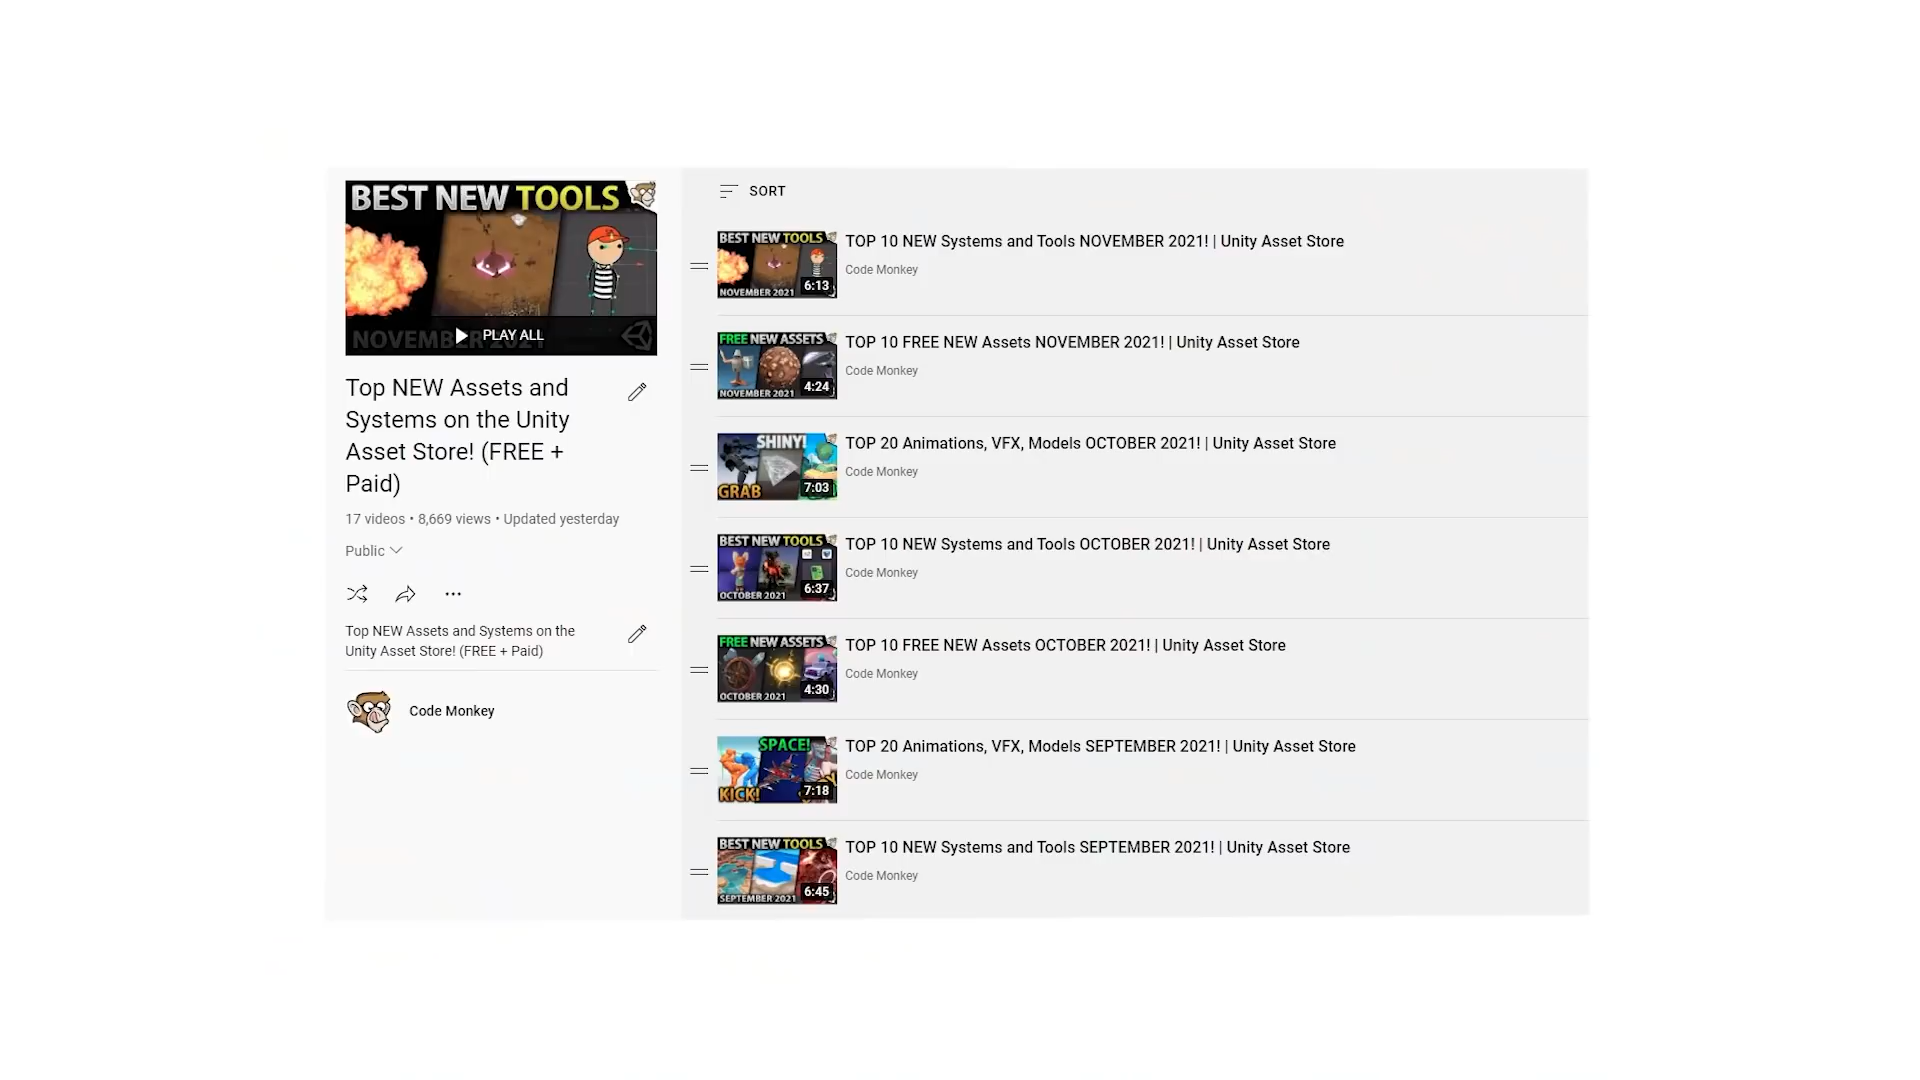 BEST NEW TOOLS
NOVEMBER 2021
PLAY ALL
Top NEW Assets and
Systems on the Unity
Asset Store! (FREE +
Paid)
17 videos • 8,669 views • Updated yesterday
Public
Top NEW Assets and Systems on the
Unity Asset Store! (FREE + Paid)
Code Monkey
SORT
BEST NEW TOOLS
NOVEMBER 2021
6:13
TOP 10 NEW Systems and Tools NOVEMBER 2021! | Unity Asset Store
Code Monkey
FREE NEW ASSETS
NOVEMBER 2021
4:24
TOP 10 FREE NEW Assets NOVEMBER 2021! | Unity Asset Store
Code Monkey
SHINY!
GRAB
7:03
TOP 20 Animations, VFX, Models OCTOBER 2021! | Unity Asset Store
Code Monkey
BEST NEW TOOLS
OCTOBER 2021
6:37
TOP 10 NEW Systems and Tools OCTOBER 2021! | Unity Asset Store
Code Monkey
FREE NEW ASSETS
OCTOBER 2021
4:30
TOP 10 FREE NEW Assets OCTOBER 2021! | Unity Asset Store
Code Monkey
SPACE!
KICK!
7:18
TOP 20 Animations, VFX, Models SEPTEMBER 2021! | Unity Asset Store
Code Monkey
BEST NEW TOOLS
SEPTEMBER 2021
6:45
TOP 10 NEW Systems and Tools SEPTEMBER 2021! | Unity Asset Store
Code Monkey